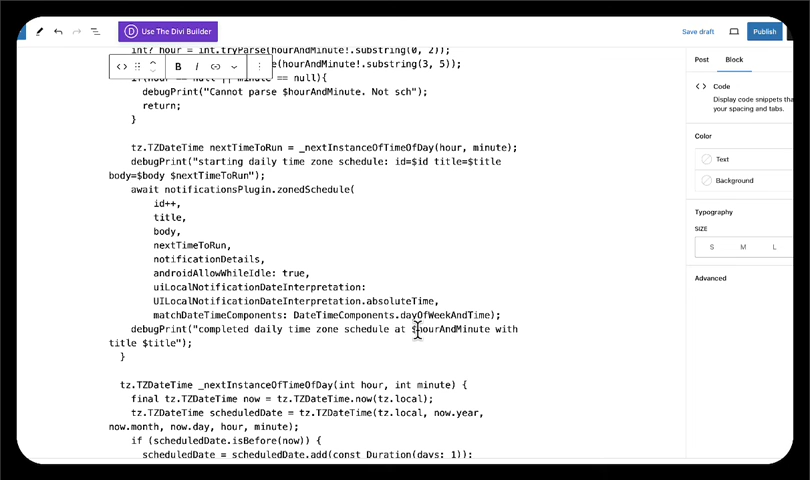 Use The Divi Builder
Save draft
Publish
int? hour = int.tryParse(hourAndMinute!.substring(0, 2));
e(hourAndMinute!.substring(3, 5));
B
I
debugPrint("Cannot parse $hourAndMinute. Not sch");
return;
}
tz.TZDateTime nextTimeToRun = _nextInstanceOfTimeOfDay(hour, minute);
debugPrint("starting daily time zone schedule: id=$id title=$title
body=$body $nextTimeToRun");
await notificationsPlugin.zonedSchedule(
id++,
title,
body,
nextTimeToRun,
notificationDetails,
androidAllowWhileIdle: true,
uiLocalNotificationDateInterpretation:
UILocalNotificationDateInterpretation.absoluteTime,
matchDateTimeComponents: DateTimeComponents.dayOfWeekAndTime);
debugPrint("completed daily time zone schedule at $hourAndMinute with
title $title");
}
tz.TZDateTime _nextInstanceOfTimeOfDay(int hour, int minute) {
final tz.TZDateTime now = tz.TZDateTime.now(tz.local);
tz.TZDateTime scheduledDate = tz.TZDateTime(tz.local, now.year,
now.month, now.day, hour, minute);
if (scheduledDate.isBefore(now)) {
scheduledDate = scheduledDate.add(const Duration(days: 1));
Post
Block
Code
Display code snippets tha
your spacing and tabs.
Color
Text
Background
Typography
SIZE
S
M
L
Advanced